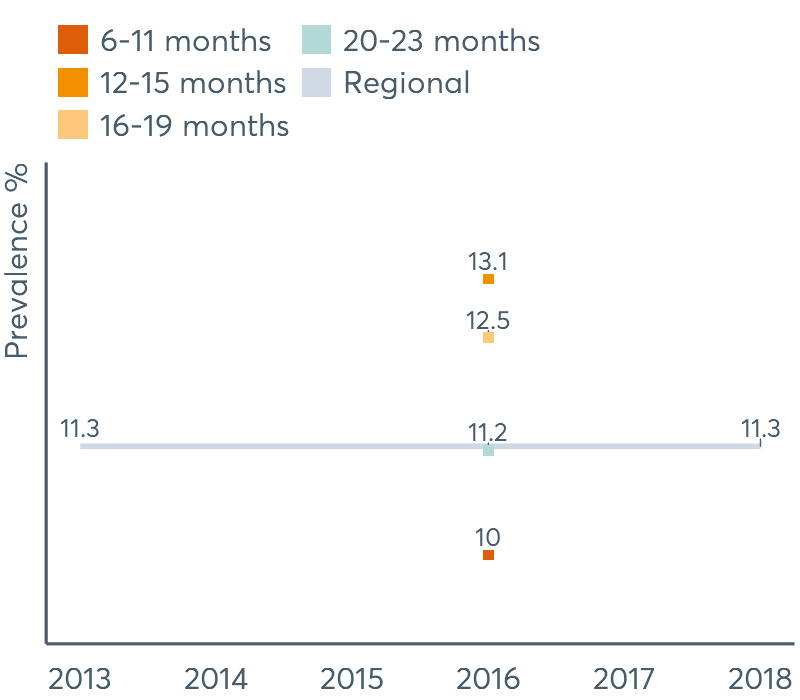 6-11 months
12-15 months
16-19 months
20-23 months
Regional
Prevalence %
13.1
12.5
11.3
11.2
11.3
10
2013 2014 2015 2016 2017 2018